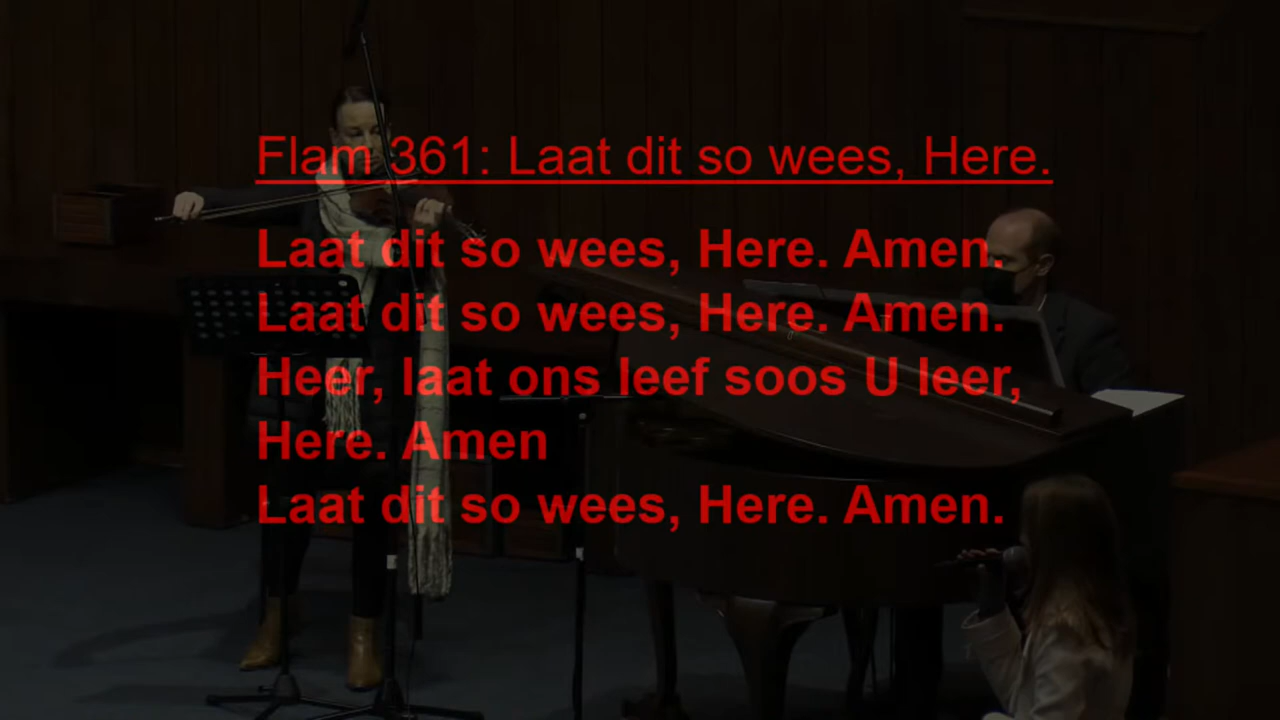 Flam 361: Laat dit so wees, Here.
Laat dit so wees, Here. Amen.
Laat dit so wees, Here. Amen.
Heer, laat ons leef soos U leer,
Here. Amen
Laat dit so wees, Here. Amen.